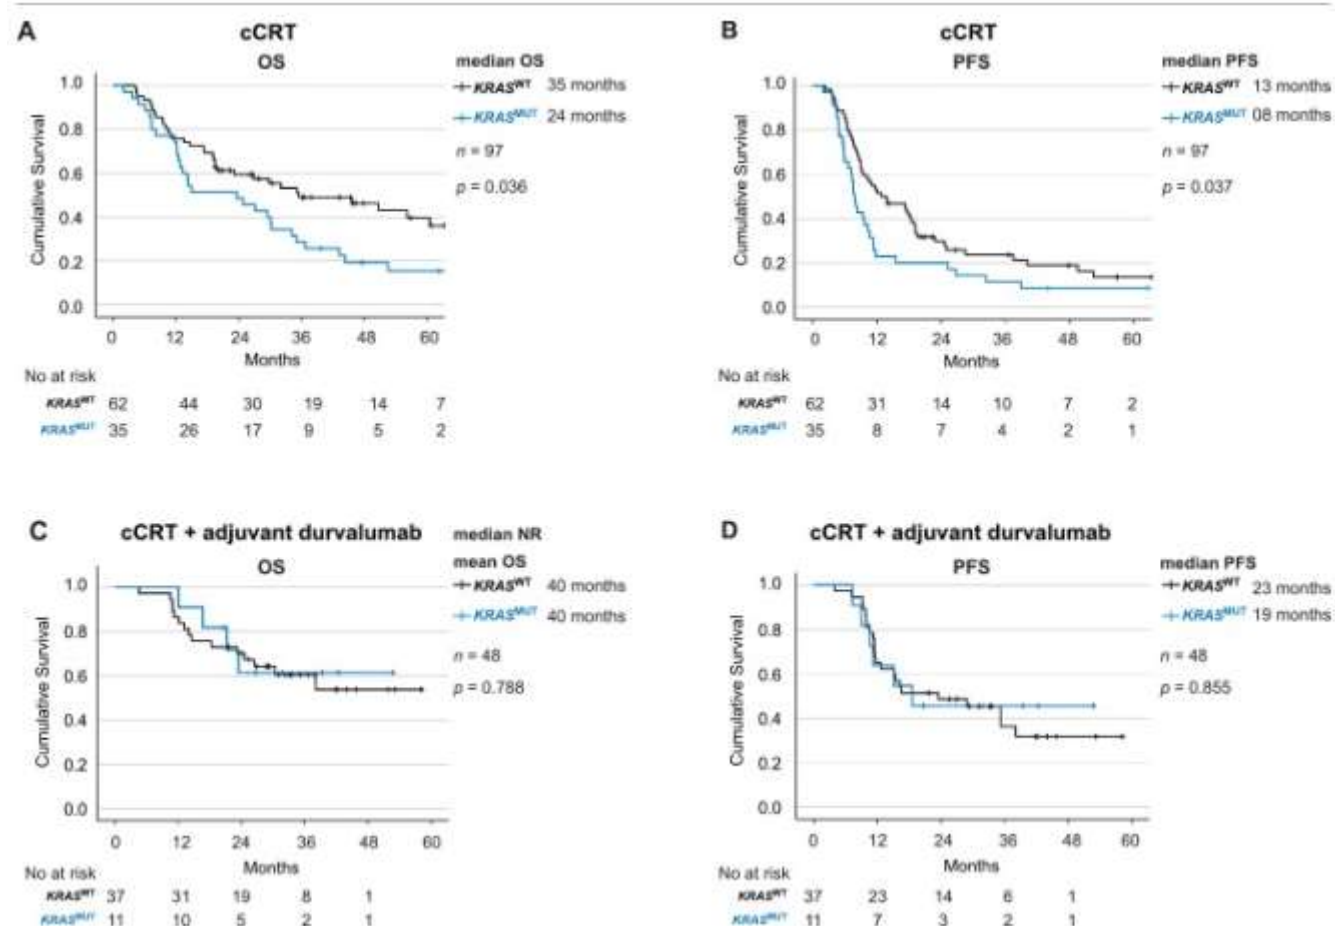 A
cCRT
OS
median OS
KRASWT 35 months
KRASMUT 24 months
n = 97
p = 0.036
Cumulative Survival
1.0
0.8
0.6
0.4
0.2
0.0
0 12 24 36 48 60
Months
No at risk
KRASWT 62 44 30 19 14 7
KRASMUT 35 26 17 9 5 2
B
cCRT
PFS
median PFS
KRASWT 13 months
KRASMUT 08 months
n = 97
p = 0.037
Cumulative Survival
1.0
0.8
0.6
0.4
0.2
0.0
0 12 24 36 48 60
Months
No at risk
KRASWT 62 31 14 10 7 2
KRASMUT 35 8 7 4 2 1
C
cCRT + adjuvant durvalumab
OS
median NR
mean OS
KRASWT 40 months
KRASMUT 40 months
n = 48
p = 0.788
Cumulative Survival
1.0
0.8
0.6
0.4
0.2
0.0
0 12 24 36 48 60
Months
No at risk
KRASWT 37 31 19 8 1
KRASMUT 11 10 5 2 1
D
cCRT + adjuvant durvalumab
PFS
median PFS
KRASWT 23 months
KRASMUT 19 months
n = 48
p = 0.855
Cumulative Survival
1.0
0.8
0.6
0.4
0.2
0.0
0 12 24 36 48 60
Months
No at risk
KRASWT 37 23 14 6 1
KRASMUT 11 7 3 2 1